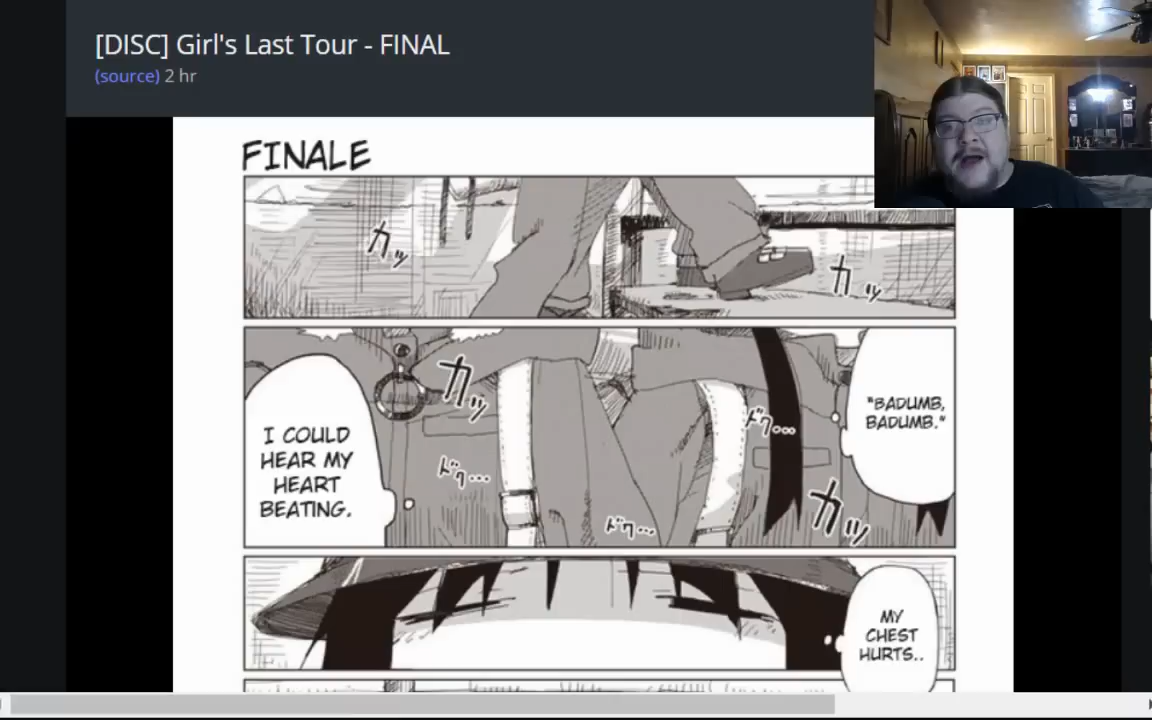 [DISC] Girl's Last Tour - FINAL
(source) 2 hr
FINALE
カッ
カッ
カッ
"BADUMB,
BADUMB."
ドク...
I COULD
HEAR MY
HEART
BEATING.
ドク...
カッ
ドク...
MY
CHEST
HURTS..